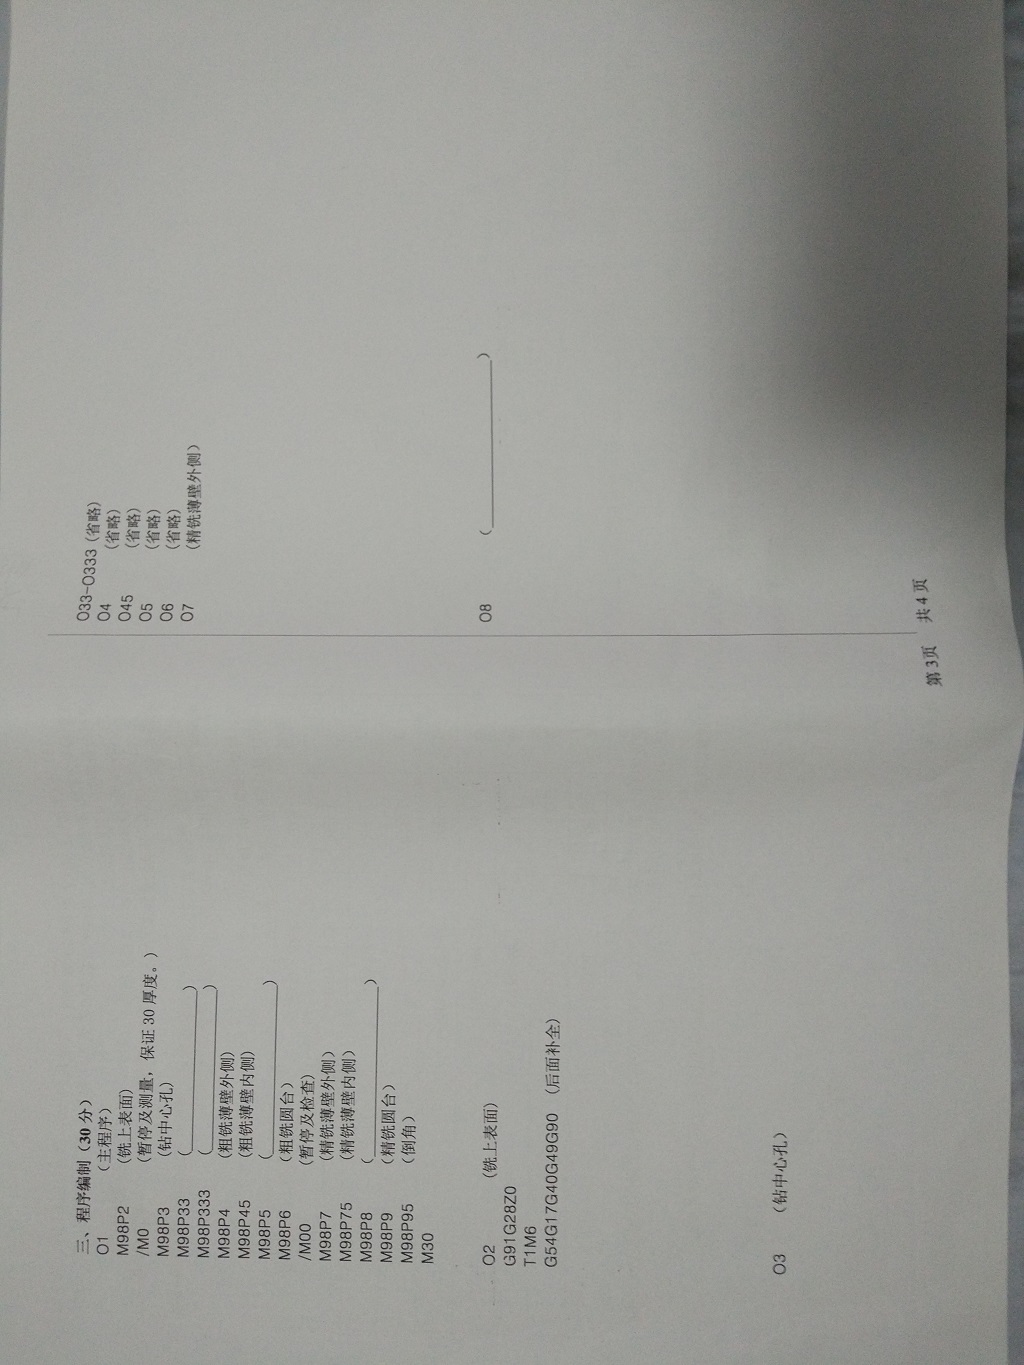 三、程序编制（30 分）
O1 （主程序）
M98P2 （铣上表面）
/M0 （暂停及测量，保证 30 厚度。）
M98P3 （钻中心孔）
M98P33 （__________）
M98P333 （__________）
M98P4 （粗铣薄壁外侧）
M98P45 （粗铣薄壁内侧）
M98P5 （__________）
M98P6 （粗铣圆台）
/M00 （暂停及检查）
M98P7 （精铣薄壁外侧）
M98P75 （精铣薄壁内侧）
M98P8 （__________）
M98P9 （精铣圆台）
M98P95 （倒角）
M30
O2 （铣上表面）
G91G28Z0
T1M6
G54G17G40G49G90 （后面补全）
O3 （钻中心孔）
O33-O333（省略）
O4 （省略）
O45 （省略）
O5 （省略）
O6 （省略）
O7 （精铣薄壁外侧）
O8 （__________）
第 3页 共 4 页